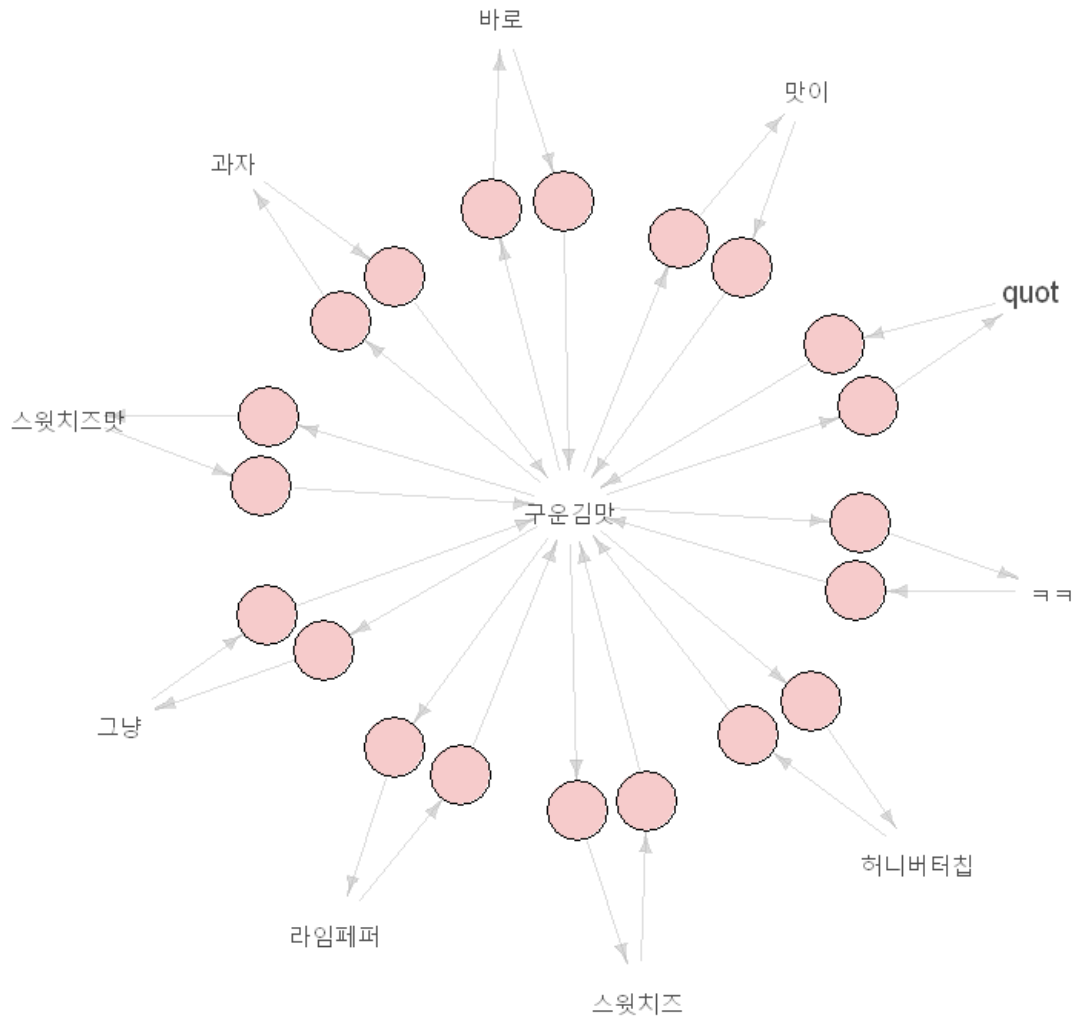 바로
맛이
과자
quot
스윗치즈맛
구운김맛
ㅋㅋ
그냥
허니버터칩
라임페퍼
스윗치즈